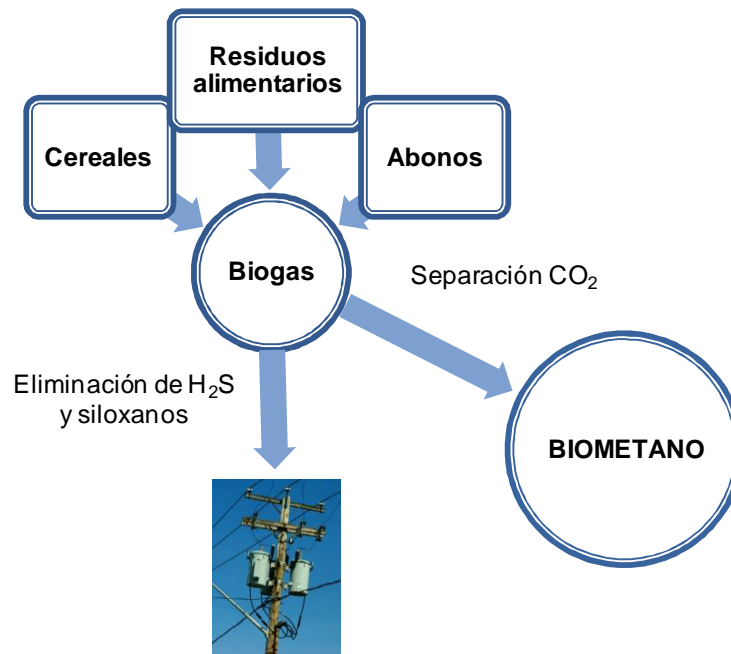 Residuos
alimentarios
Cereales
Abonos
Biogas
Separación CO₂
Eliminación de H₂S
y siloxanos
BIOMETANO